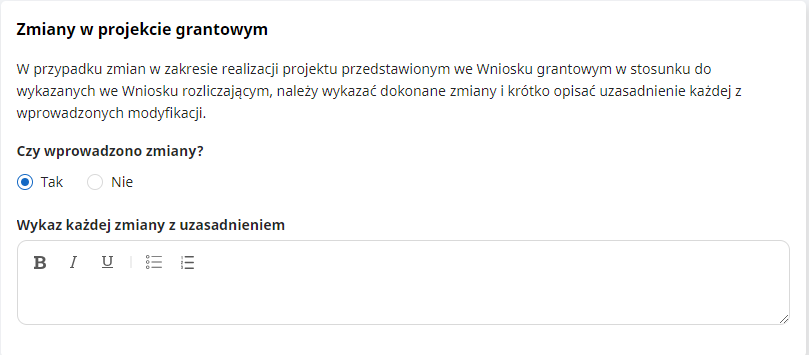 Zmiany w projekcie grantowym
W przypadku zmian w zakresie realizacji projektu przedstawionym we Wniosku grantowym w stosunku do
wykazanych we Wniosku rozliczającym, należy wykazać dokonane zmiany i krótko opisać uzasadnienie każdej z
wprowadzonych modyfikacji.
Czy wprowadzono zmiany?
Tak Nie
Wykaz każdej zmiany z uzasadnieniem
B I U